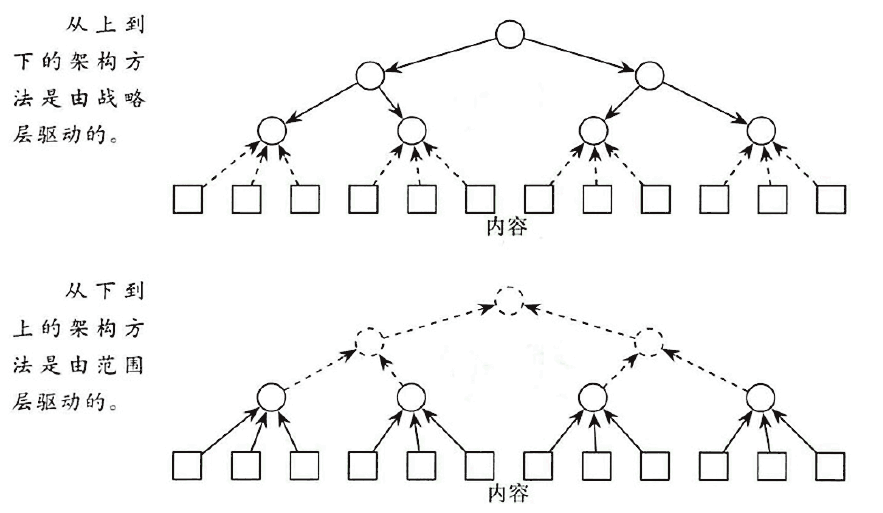 从上到
下的架构方
法是由战略
层驱动的。
内容
从下到
上的架构方
法是由范围
层驱动的。
内容